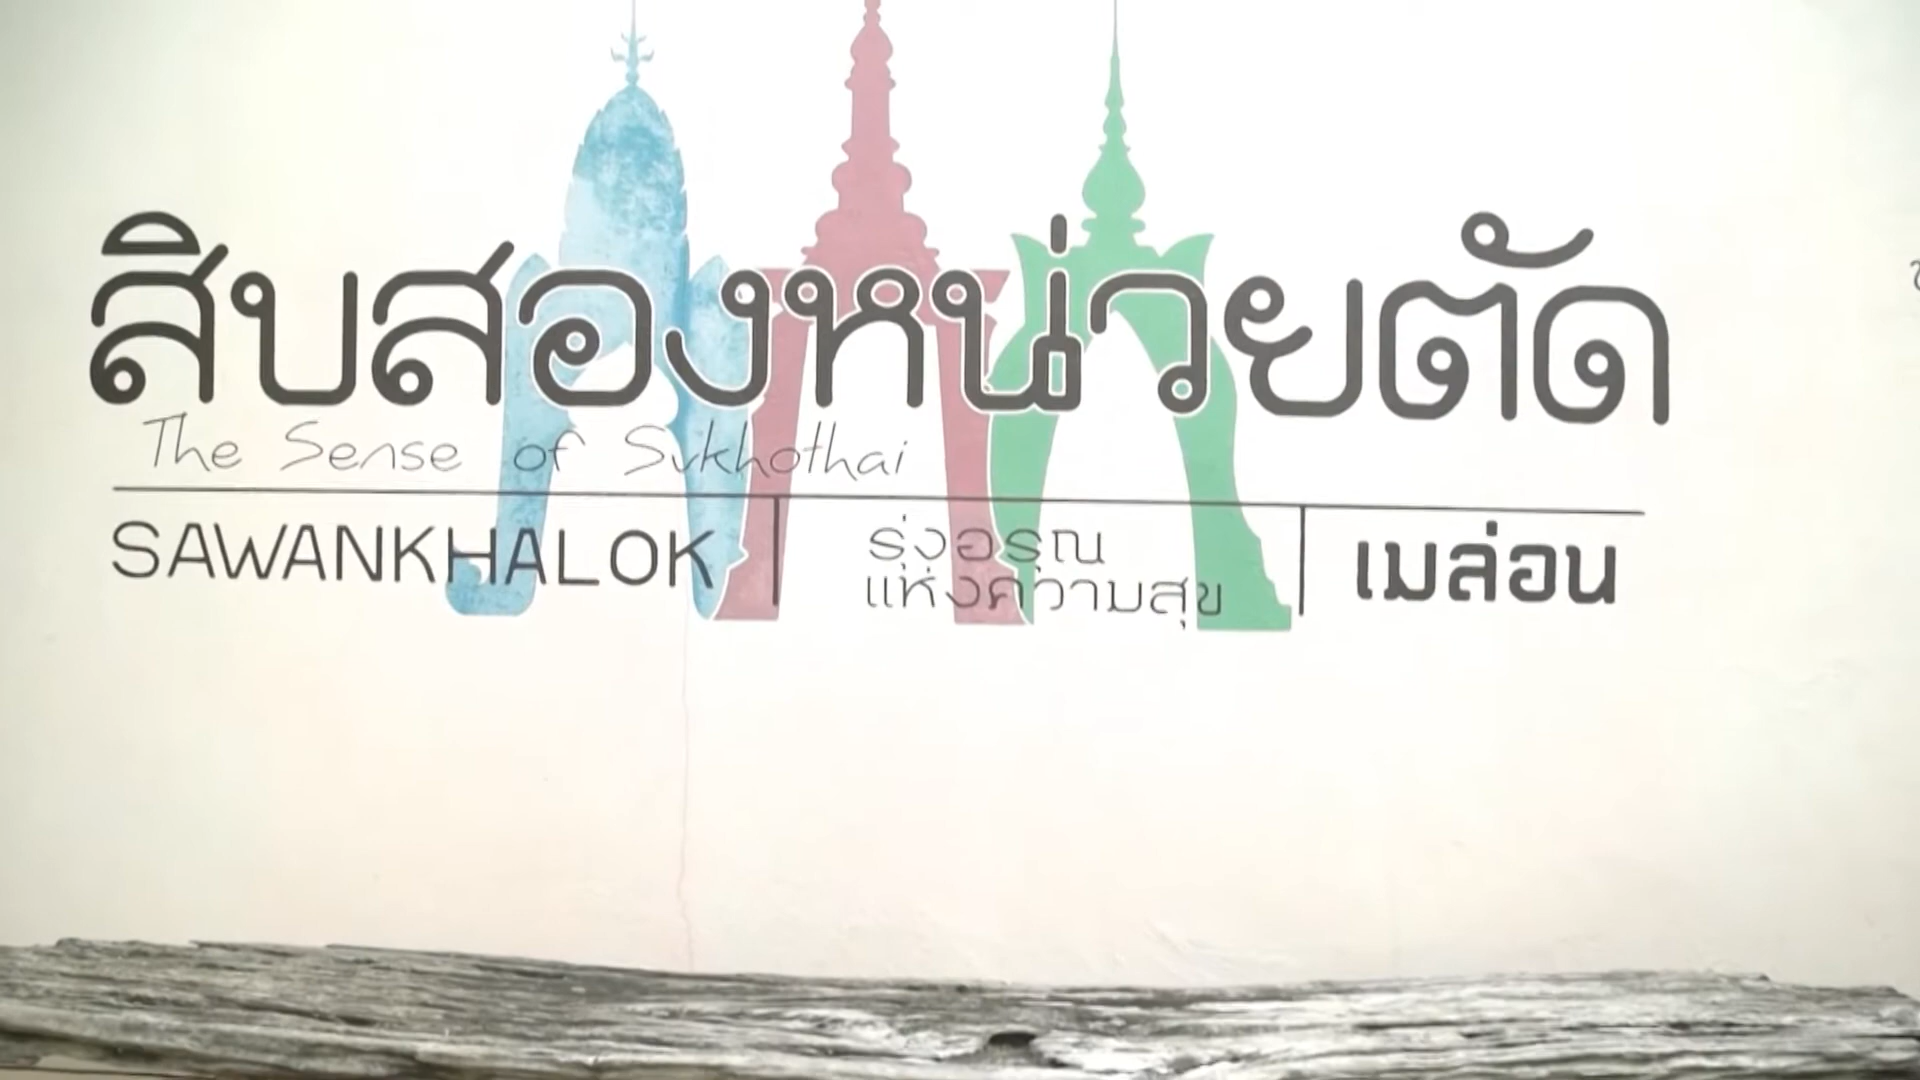 สิบสองหน่วยตัด
The Sense of Sukhothai
SAWANKHALOK
รุ่งอรุณ
แห่งความสุข
เมล่อน